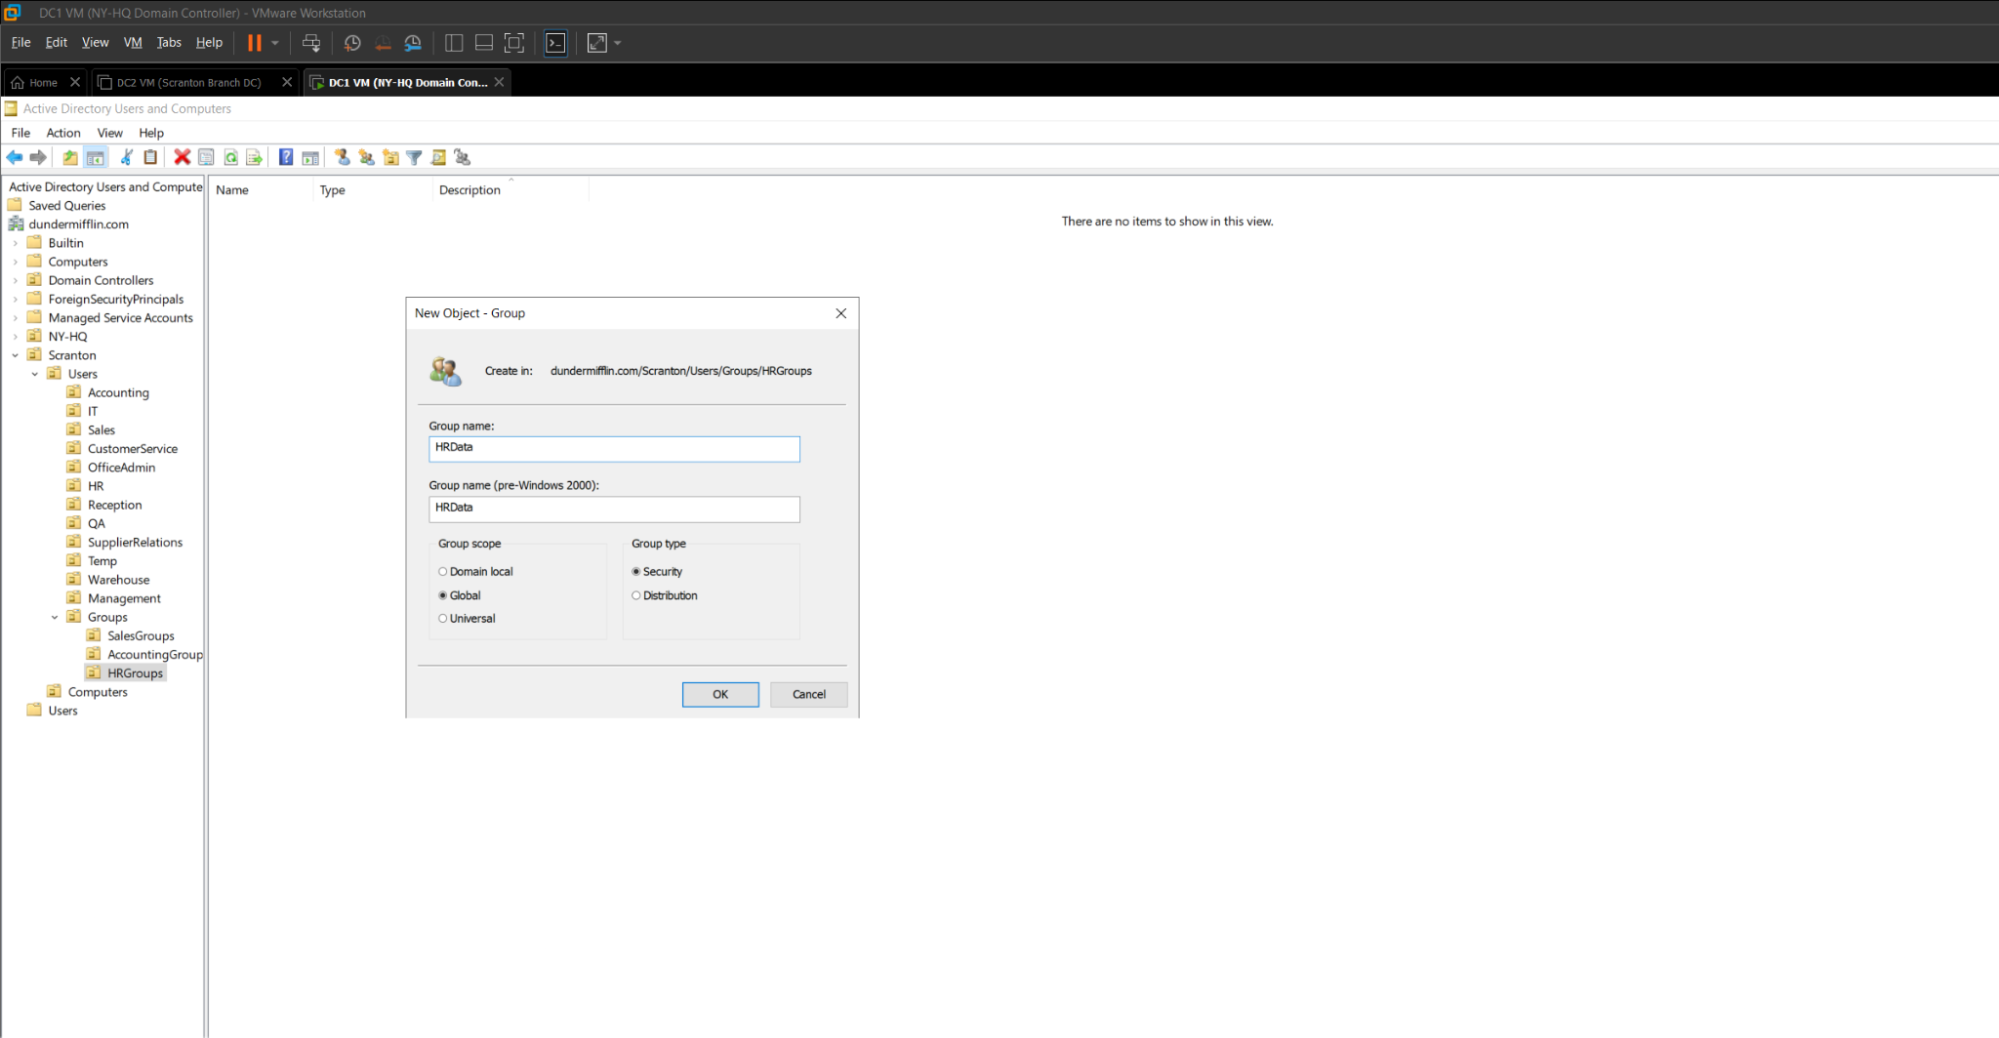 DC1 VM (NY-HQ Domain Controller) - VMware Workstation
File Edit View VM Tabs Help
Home DC2 VM (Scranton Branch DC) DC1 VM (NY-HQ Domain Con...
Active Directory Users and Computers
File Action View Help
Active Directory Users and Compute
Name Type Description
Saved Queries
There are no items to show in this view.
dundermifflin.com
Builtin
Computers
Domain Controllers
ForeignSecurityPrincipals
Managed Service Accounts
NY-HQ
Scranton
Users
Accounting
IT
Sales
CustomerService
OfficeAdmin
HR
Reception
QA
SupplierRelations
Temp
Warehouse
Management
Groups
SalesGroups
AccountingGroup
HRGroups
Computers
Users
New Object - Group
Create in: dundermifflin.com/Scranton/Users/Groups/HRGroups
Group name:
HRData
Group name (pre-Windows 2000):
HRData
Group scope
Domain local
Global
Universal
Group type
Security
Distribution
OK Cancel